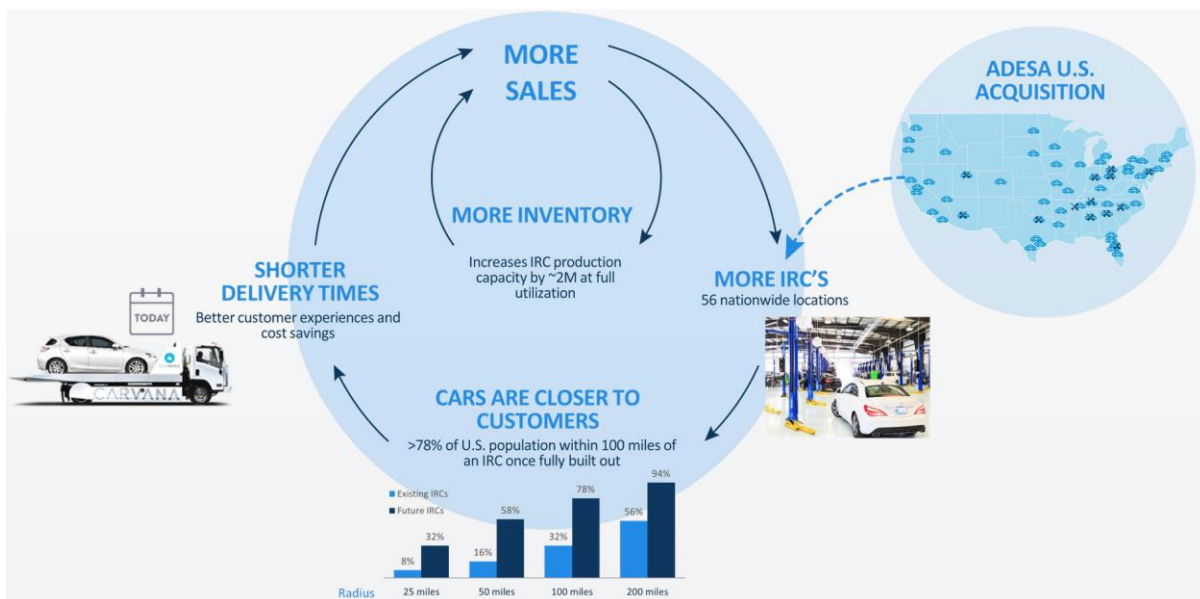 MORE
SALES
ADESA U.S.
ACQUISITION
MORE INVENTORY
Increases IRC production
capacity by ~2M at full
utilization
SHORTER
DELIVERY TIMES
Better customer experiences and
cost savings
TODAY
CARVANA
MORE IRC'S
56 nationwide locations
CARS ARE CLOSER TO
CUSTOMERS
>78% of U.S. population within 100 miles of
an IRC once fully built out
Existing IRCs
Future IRCs
8%
32%
16%
58%
32%
78%
56%
94%
Radius
25 miles
50 miles
100 miles
200 miles